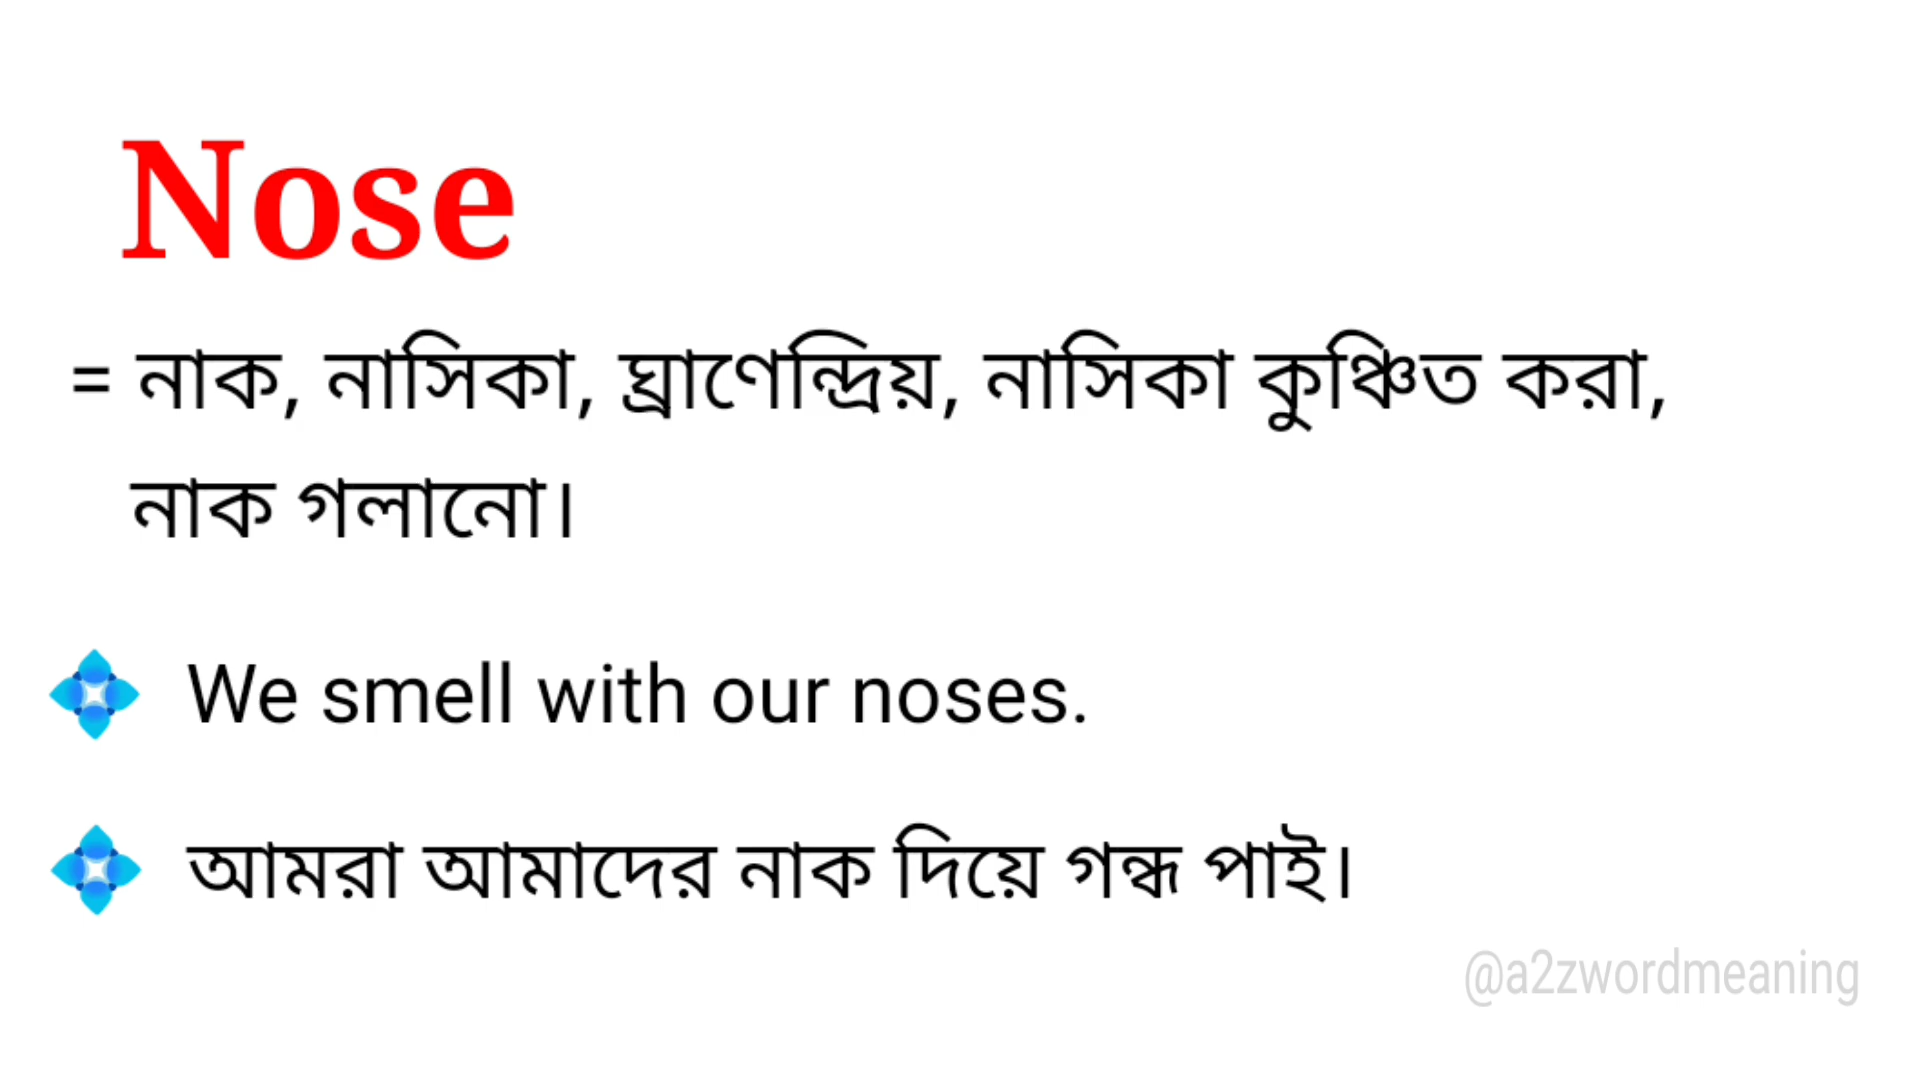 Nose
= নাক, নাসিকা, ঘ্রাণেন্দ্রিয়, নাসিকা কুঞ্চিত করা,
নাক গলানো।
We smell with our noses.
আমরা আমাদের নাক দিয়ে গন্ধ পাই।
@a2zwordmeaning